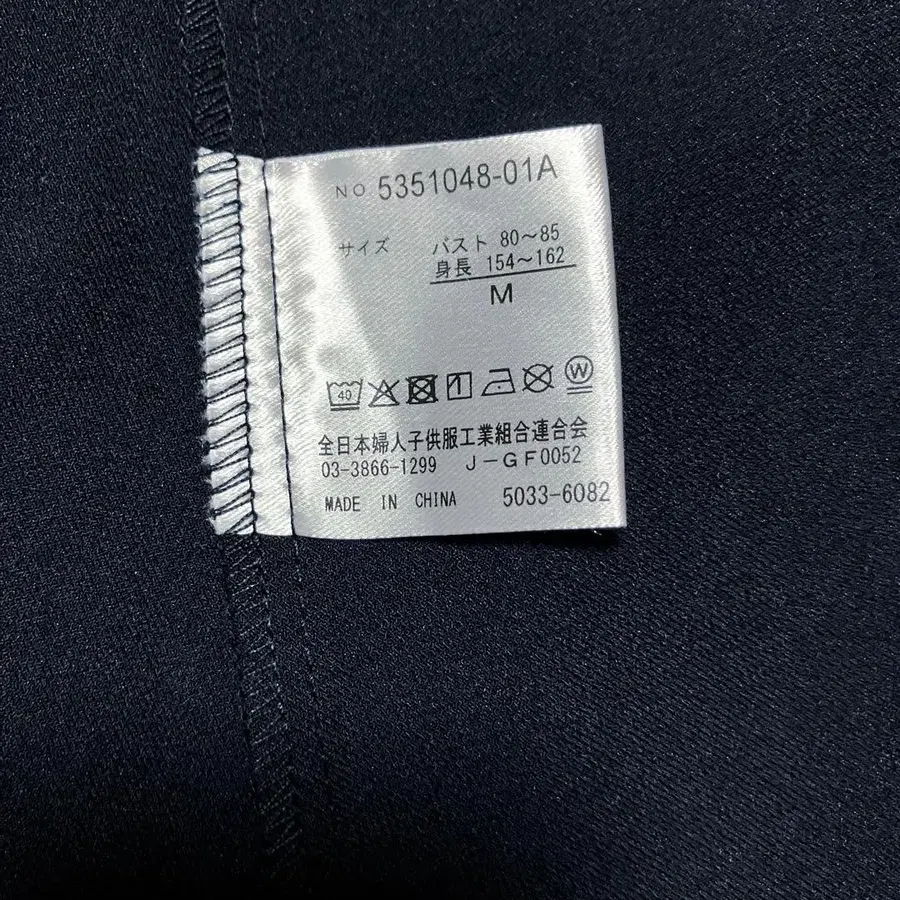 NO 5351048-01A
サイズ バスト 80～85
身長 154～162
M
40 1 W
全日本婦人子供服工業組合連合会
03-3866-1299 J-GF0052
MADE IN CHINA 5033-6082